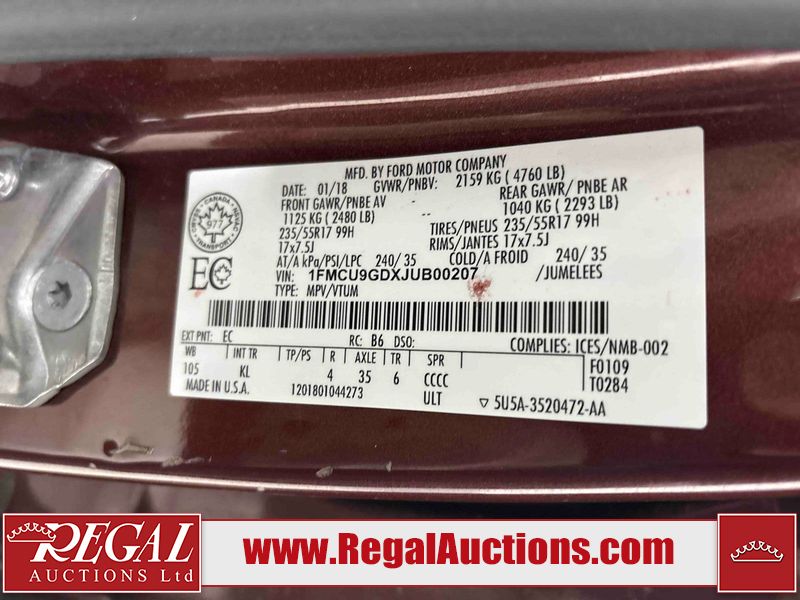 MFD. BY FORD MOTOR COMPANY
DATE: 01/18 GVWR/PNBV: 2159 KG ( 4760 LB)
FRONT GAWR/PNBE AV -- REAR GAWR/ PNBE AR
1125 KG ( 2480 LB) -- 1040 KG ( 2293 LB)
235/55R17 99H TIRES/PNEUS 235/55R17 99H
17x7.5J RIMS/JANTES 17x7.5J
AT/A kPa/PSI/LPC 240/ 35 COLD/A FROID 240/ 35
VIN: 1FMCU9GDXJUB00207 /JUMELEES
TYPE: MPV/VTUM
CANADA
977
TRANSPORT
EC
EXT PNT: EC RC: B6 DSO: COMPLIES: ICES/NMB-002
WB INT TR TP/PS R AXLE TR SPR F0109
105 KL 4 35 6 CCCC T0284
MADE IN U.S.A. 1201801044273 ULT ▽ 5U5A-3520472-AA
REGAL
AUCTIONS Ltd
www.RegalAuctions.com